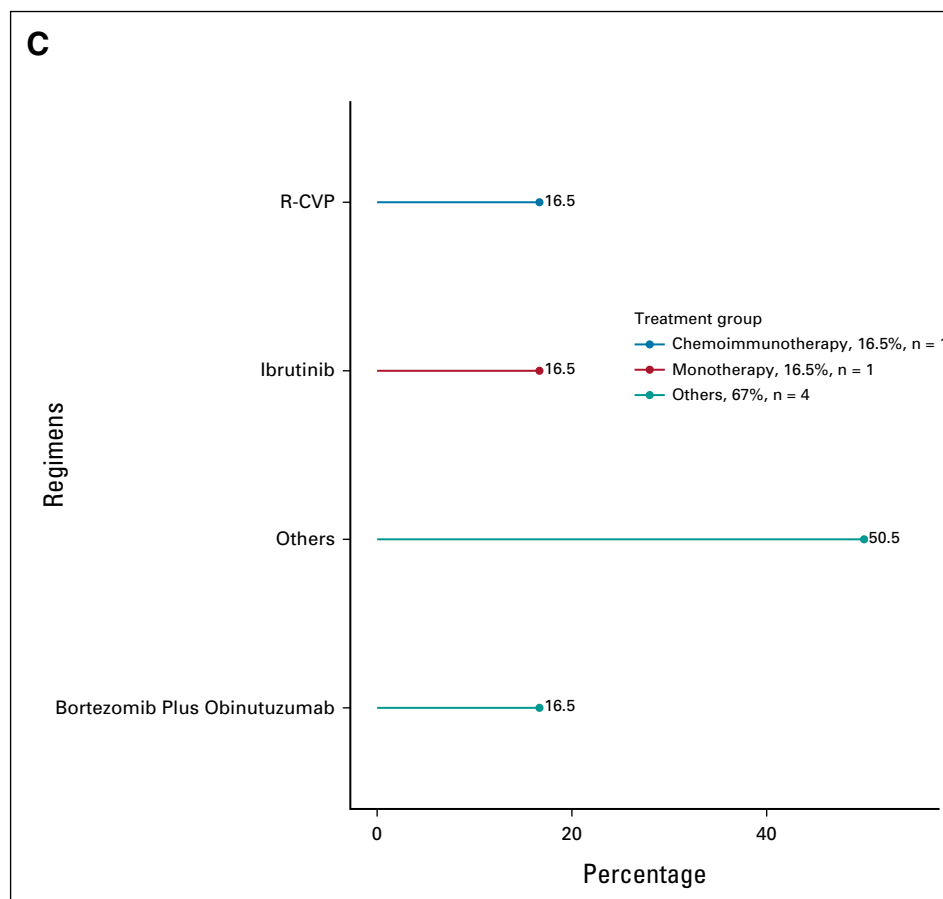 C
R-CVP
16.5
Treatment group
Chemoimmunotherapy, 16.5%, n = 1
Ibrutinib
16.5
Monotherapy, 16.5%, n = 1
Others, 67%, n = 4
Regimens
Others
50.5
Bortezomib Plus Obinutuzumab
16.5
0
20
40
Percentage